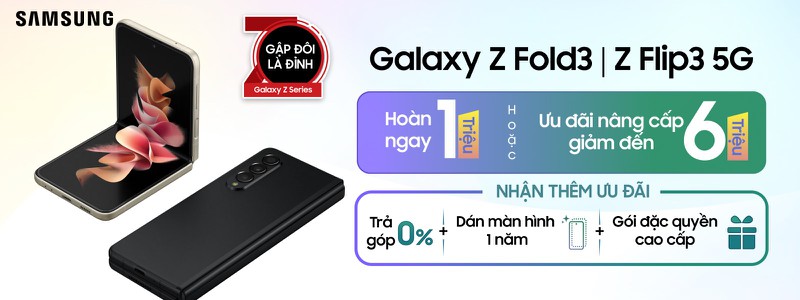 SAMSUNG
GẬP ĐÔI
LÀ ĐỈNH
Galaxy Z Series
Galaxy Z Fold3 | Z Flip3 5G
Hoàn
ngay
1
Triệu
Hoặc
Ưu đãi nâng cấp
giảm đến
6
Triệu
NHẬN THÊM ƯU ĐÃI
Trả
góp 0%
+
Dán màn hình
1 năm
+
Gói đặc quyền
cao cấp